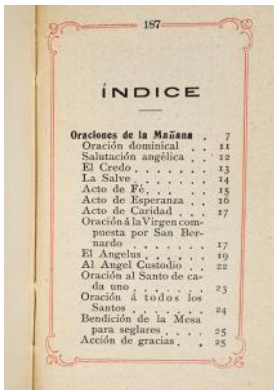 187
ÍNDICE
Oraciones de la Mañana . 7
Oración dominical . . 11
Salutación angélica . . 12
El Credo . . . . . . . 13
La Salve . . . . . . . 14
Acto de Fé. . . . . . 15
Acto de Esperanza . . 16
Acto de Caridad . . . 17
Oración á la Virgen com-
puesta por San Ber-
nardo . . . . . . . 17
El Angelus . . . . . . 19
Al Angel Custodio . . 22
Oración al Santo de ca-
da uno . . . . . . . 23
Oración á todos los
Santos . . . . . . . 24
Bendición de la Mesa
para seglares . . . . 25
Acción de gracias. . . 25